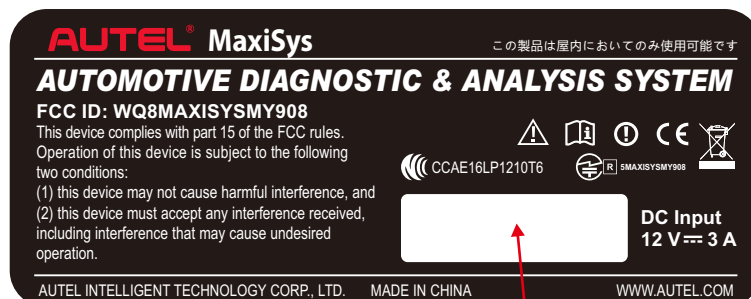 AUTEL® MaxiSys
この製品は屋内においてのみ使用可能です
AUTOMOTIVE DIAGNOSTIC & ANALYSIS SYSTEM
FCC ID: WQ8MAXISYSMY908
This device complies with part 15 of the FCC rules.
Operation of this device is subject to the following
two conditions:
(1) this device may not cause harmful interference, and
(2) this device must accept any interference received,
including interference that may cause undesired
operation.
CE
CCAE16LP1210T6
R 5MAXISYSMY908
DC Input
12 V⎓ 3 A
AUTEL INTELLIGENT TECHNOLOGY CORP., LTD. MADE IN CHINA WWW.AUTEL.COM